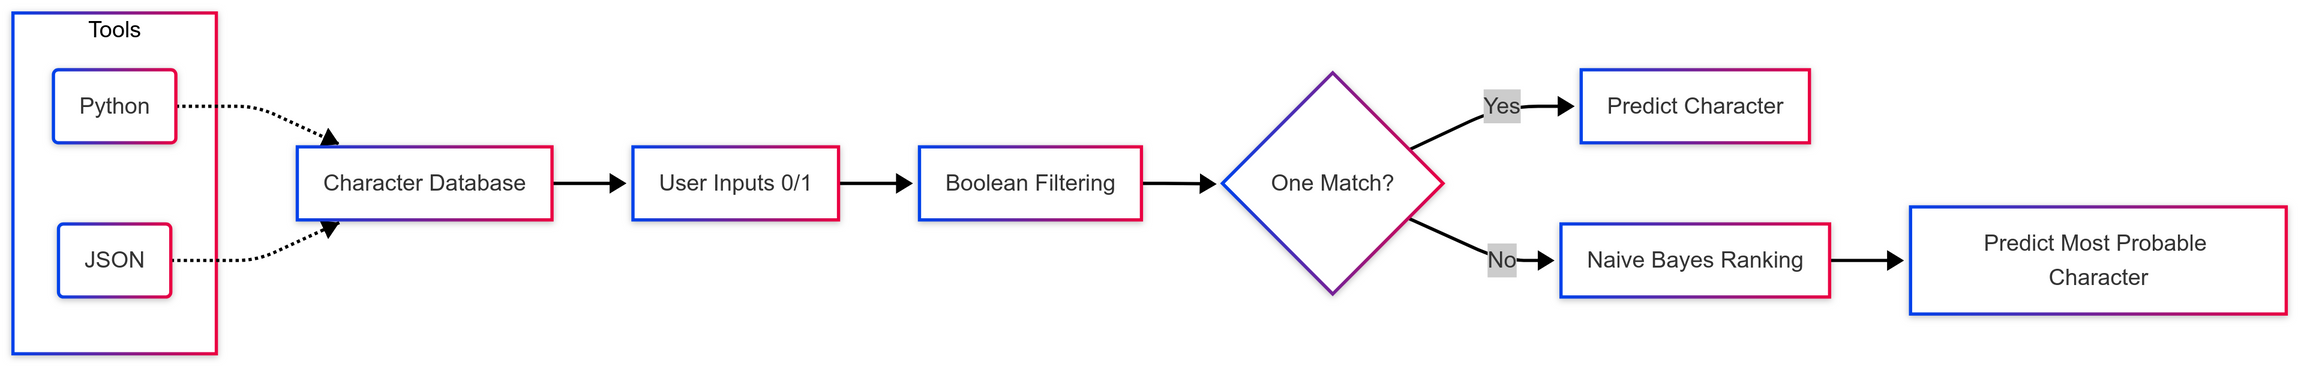 Tools
Python
JSON
Character Database
User Inputs 0/1
Boolean Filtering
One Match?
Yes
Predict Character
No
Naive Bayes Ranking
Predict Most Probable
Character